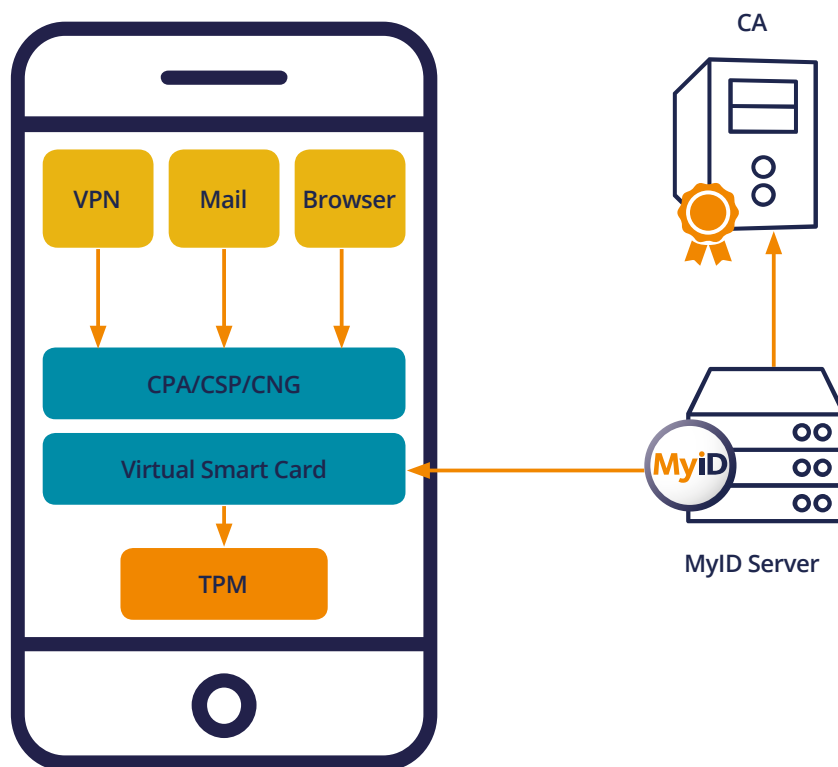 CA
VPN
Mail
Browser
CPA/CSP/CNG
Virtual Smart Card
MyiD
TPM
MyID Server